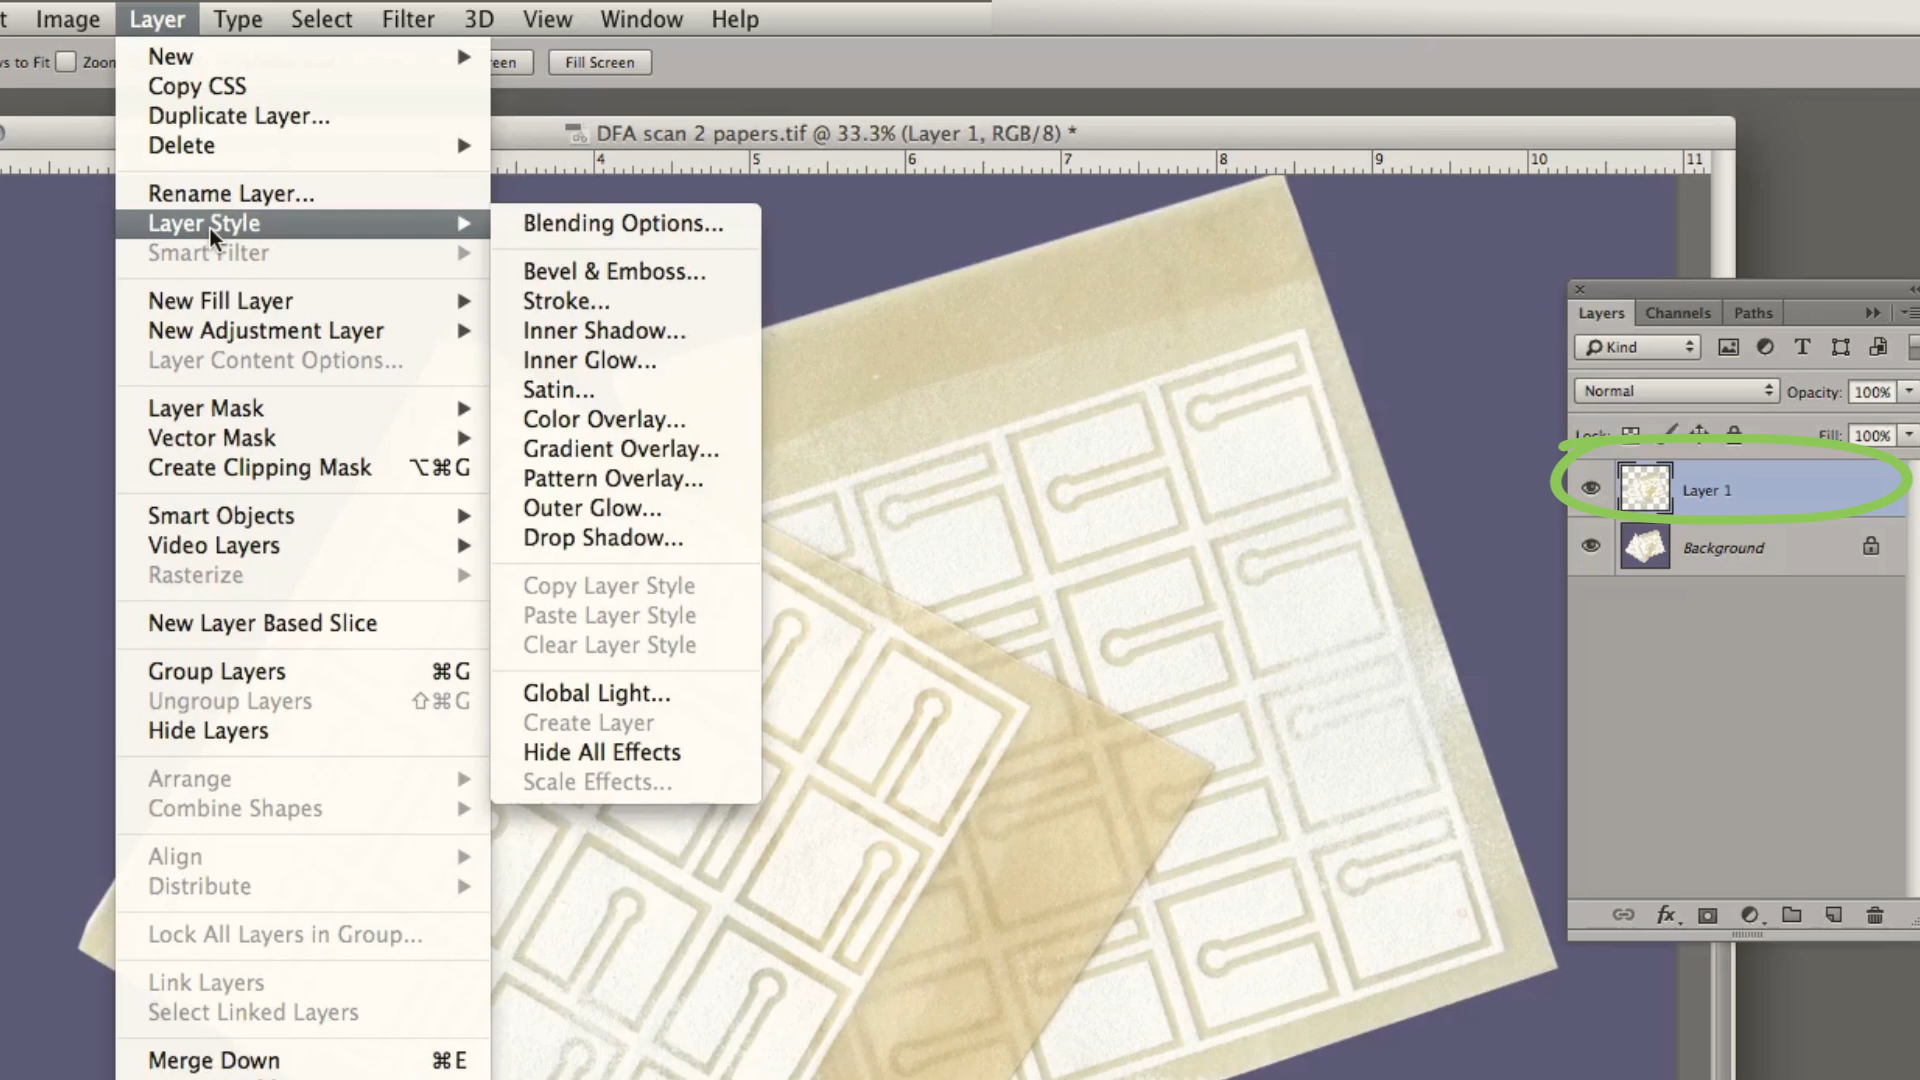 Image Layer Type Select Filter 3D View Window Help
to Fit Zoom Fill Screen
DFA scan 2 papers.tif @ 33.3% (Layer 1, RGB/8) *
4 5 6 7 8 9 10 11
New
Copy CSS
Duplicate Layer...
Delete
Rename Layer...
Layer Style
Smart Filter
New Fill Layer
New Adjustment Layer
Layer Content Options...
Layer Mask
Vector Mask
Create Clipping Mask ⌥⌘G
Smart Objects
Video Layers
Rasterize
New Layer Based Slice
Group Layers ⌘G
Ungroup Layers ⇧⌘G
Hide Layers
Arrange
Combine Shapes
Align
Distribute
Lock All Layers in Group...
Link Layers
Select Linked Layers
Merge Down ⌘E
Blending Options...
Bevel & Emboss...
Stroke...
Inner Shadow...
Inner Glow...
Satin...
Color Overlay...
Gradient Overlay...
Pattern Overlay...
Outer Glow...
Drop Shadow...
Copy Layer Style
Paste Layer Style
Clear Layer Style
Global Light...
Create Layer
Hide All Effects
Scale Effects...
Layers Channels Paths
Kind
Normal Opacity: 100%
Lock: Fill: 100%
Layer 1
Background
fx